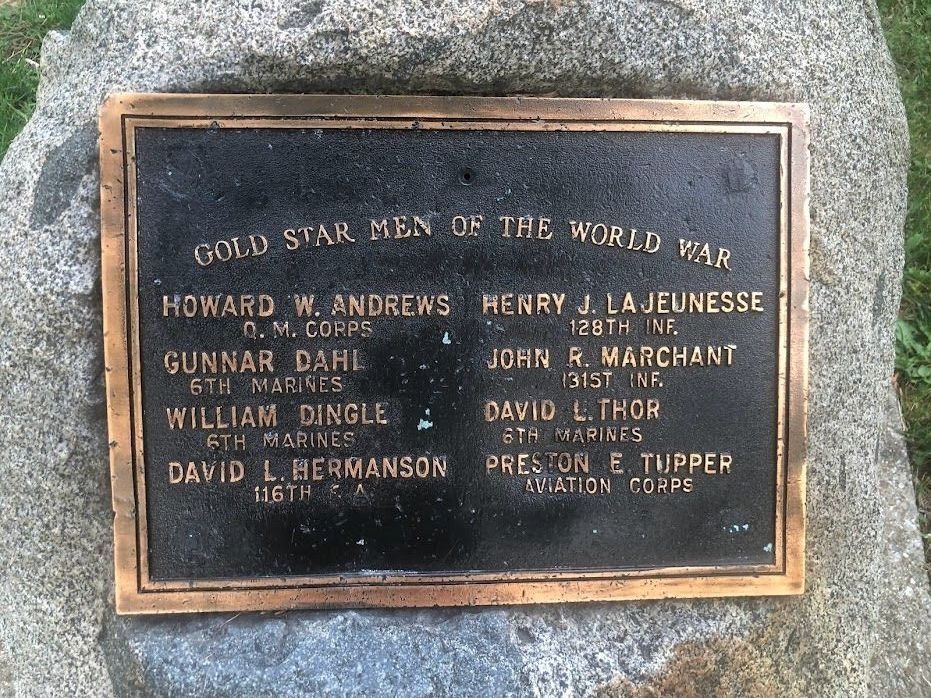 GOLD STAR MEN OF THE WORLD WAR
HOWARD W. ANDREWS
Q. M. CORPS
GUNNAR DAHL
6TH MARINES
WILLIAM DINGLE
6TH MARINES
DAVID L. HERMANSON
116TH F. A.
HENRY J. LAJEUNESSE
128TH INF.
JOHN R. MARCHANT
131ST INF.
DAVID L. THOR
6TH MARINES
PRESTON E. TUPPER
AVIATION CORPS